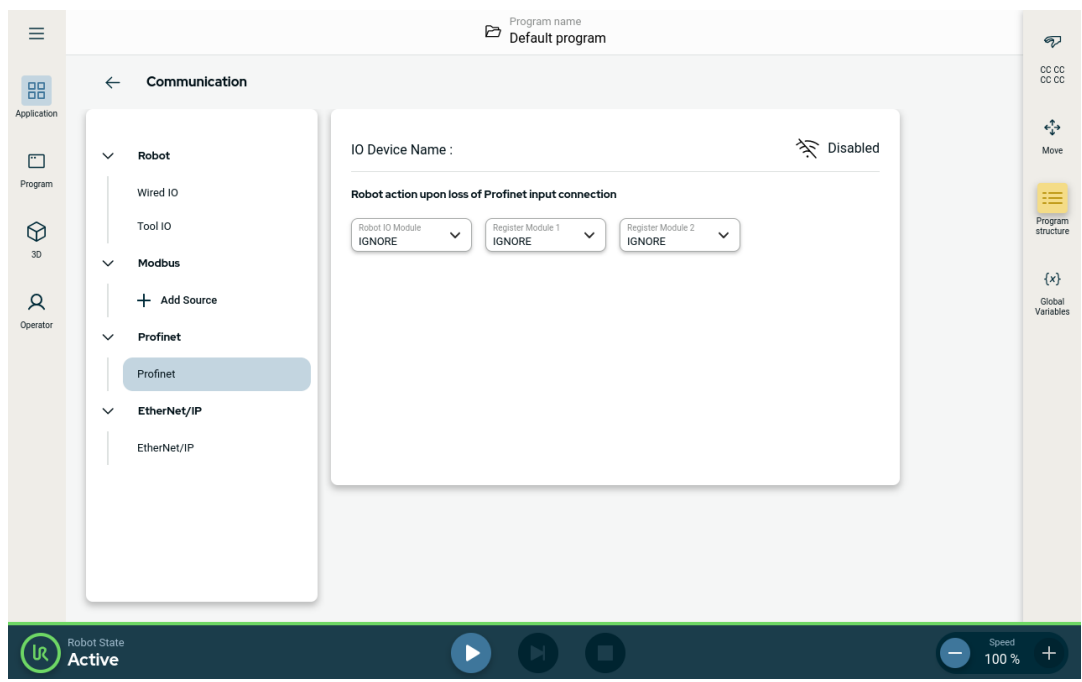 Program name
Default program
Application
Program
3D
Operator
Communication
Robot
Wired IO
Tool IO
Modbus
Add Source
Profinet
Profinet
EtherNet/IP
EtherNet/IP
IO Device Name :
Disabled
Robot action upon loss of Profinet input connection
Robot IO Module
IGNORE
Register Module 1
IGNORE
Register Module 2
IGNORE
CC CC
CC CC
Move
Program
structure
{x}
Global
Variables
UR
Robot State
Active
Speed
100 %